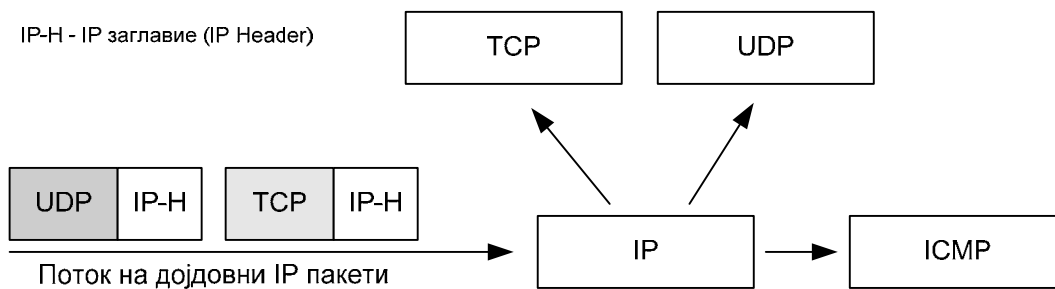 IP-H - IP заглавие (IP Header)
TCP
UDP
UDP
IP-H
TCP
IP-H
IP
ICMP
Поток на дојдовни IP пакети